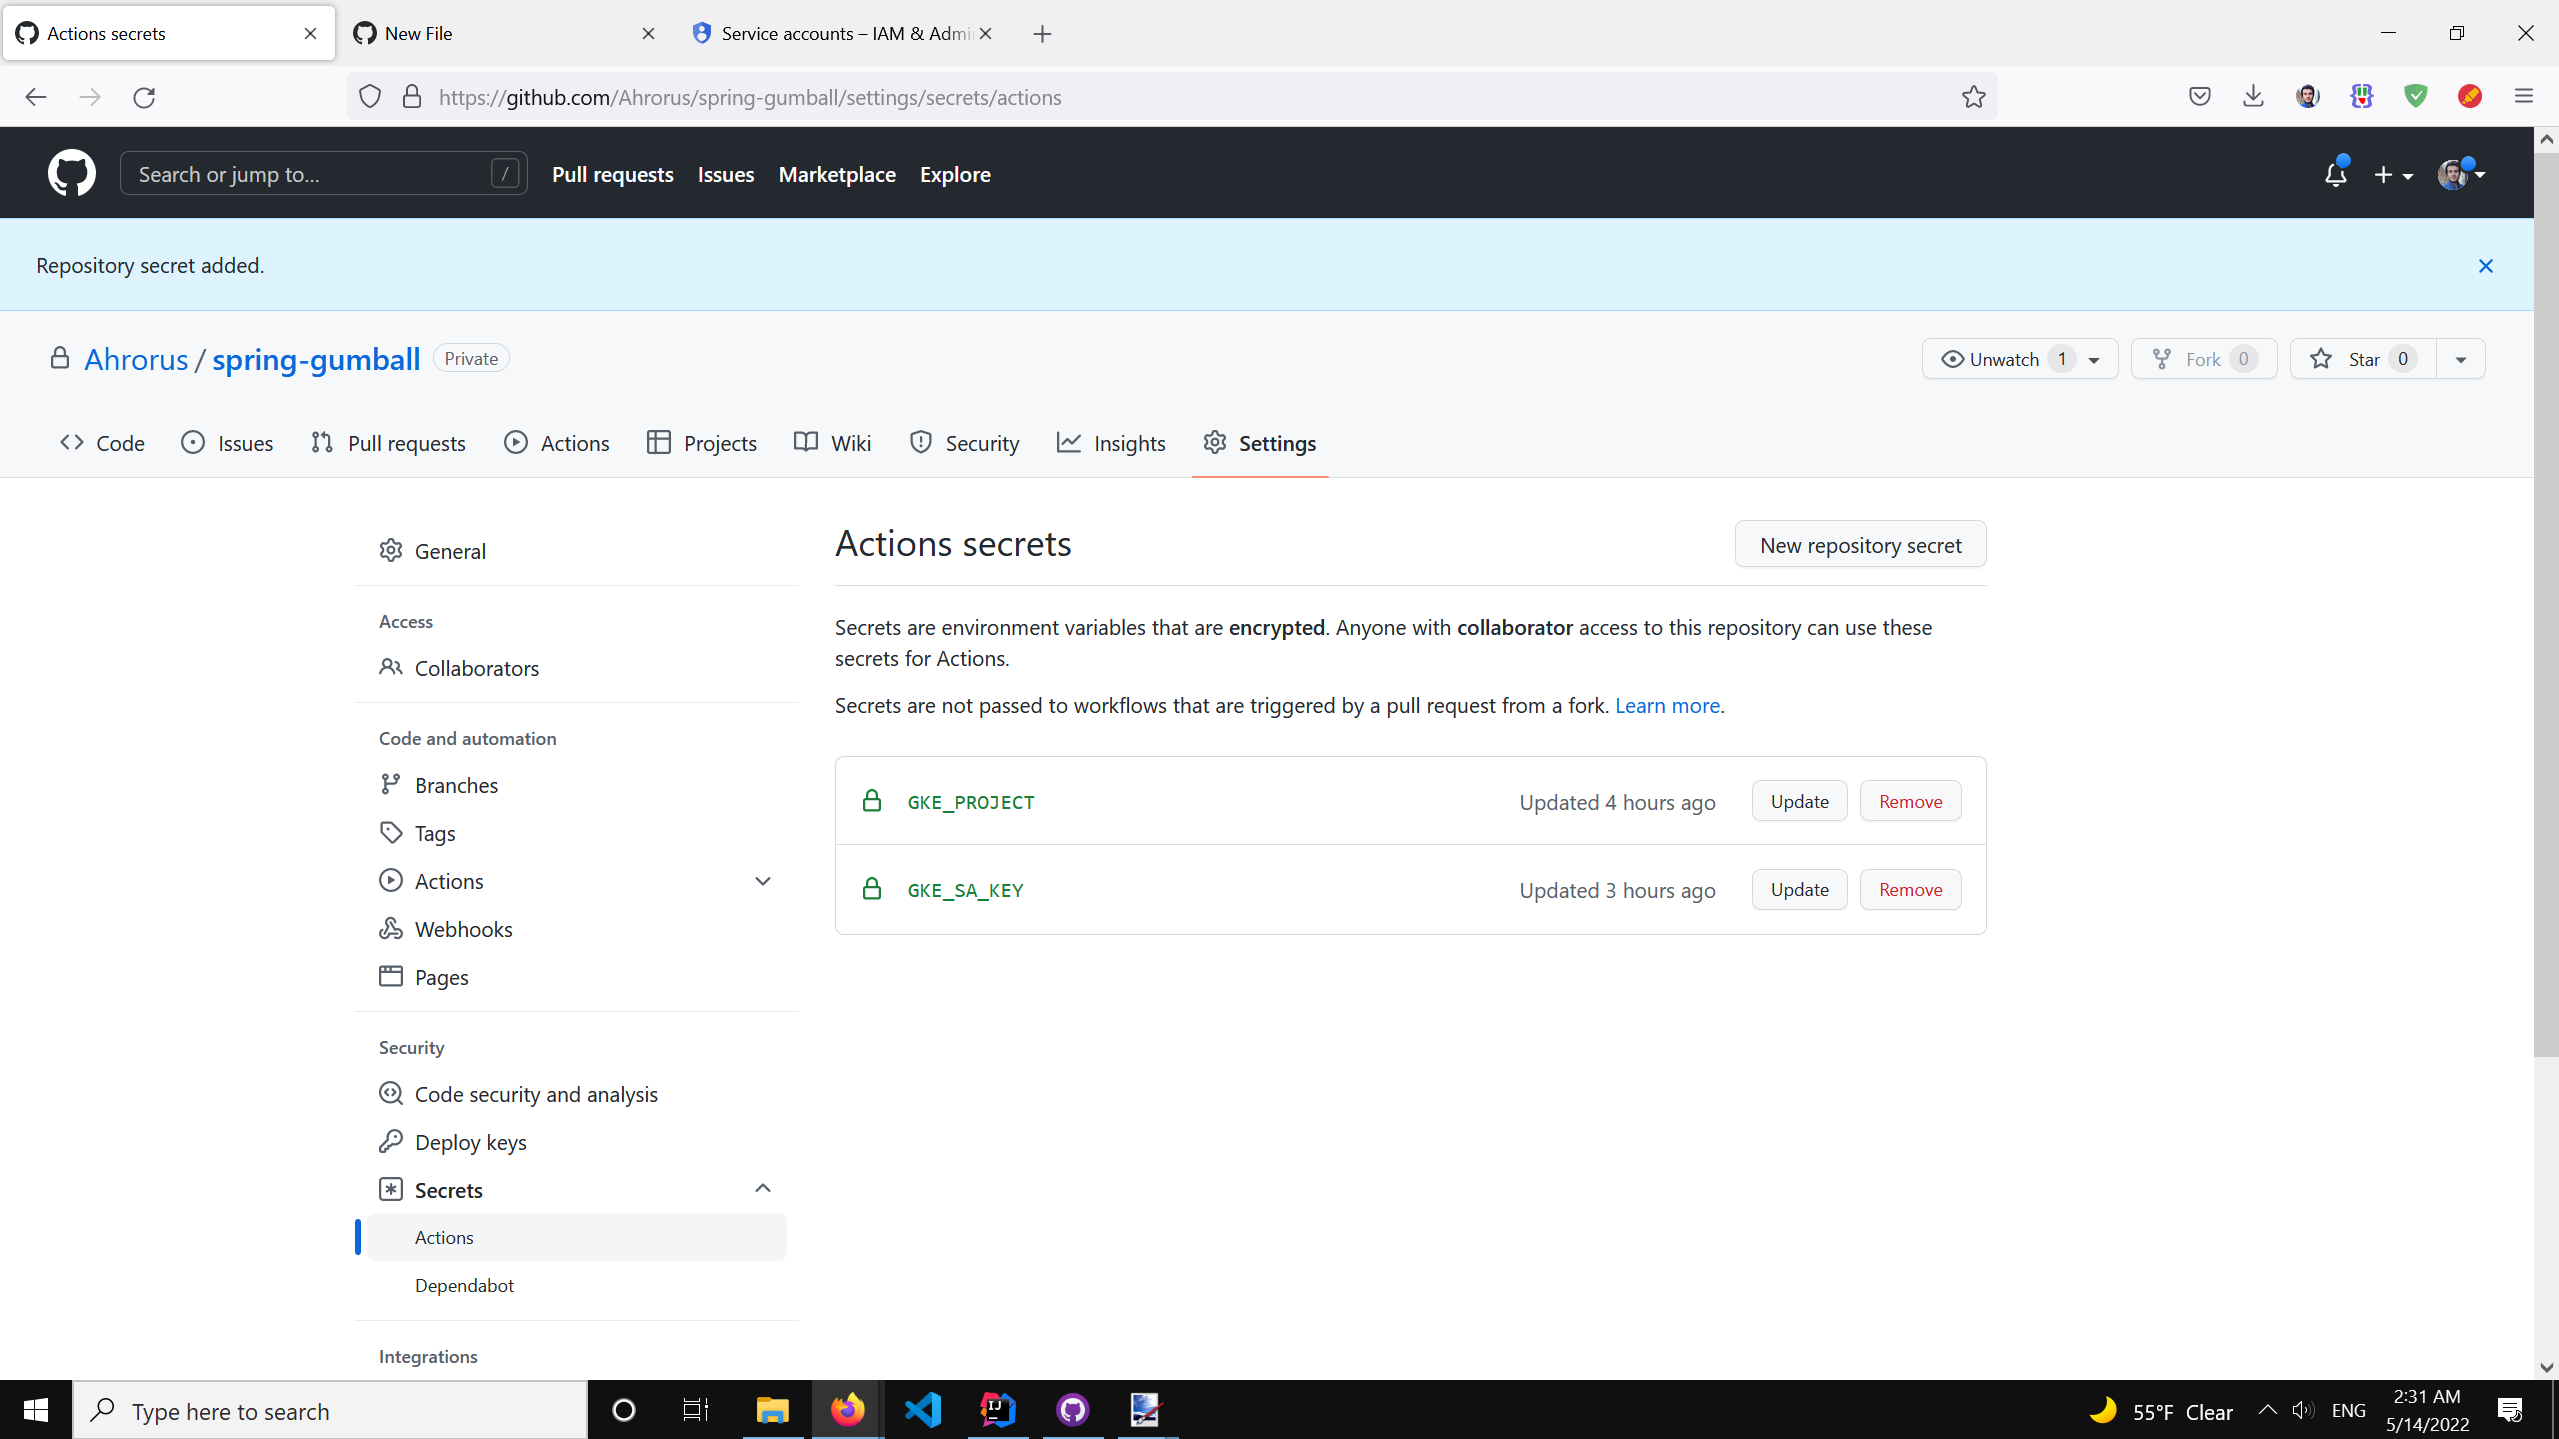 Actions secrets
New File
Service accounts – IAM & Admi
https://github.com/Ahrorus/spring-gumball/settings/secrets/actions
Search or jump to... /
Pull requests
Issues
Marketplace
Explore
Repository secret added.
Ahrorus / spring-gumball Private
Unwatch 1
Fork 0
Star 0
Code
Issues
Pull requests
Actions
Projects
Wiki
Security
Insights
Settings
General
Access
Collaborators
Code and automation
Branches
Tags
Actions
Webhooks
Pages
Security
Code security and analysis
Deploy keys
Secrets
Actions
Dependabot
Integrations
Actions secrets
New repository secret
Secrets are environment variables that are encrypted. Anyone with collaborator access to this repository can use these
secrets for Actions.
Secrets are not passed to workflows that are triggered by a pull request from a fork. Learn more.
GKE_PROJECT Updated 4 hours ago Update Remove
GKE_SA_KEY Updated 3 hours ago Update Remove
Type here to search
IJ
55°F Clear
ENG
2:31 AM
5/14/2022